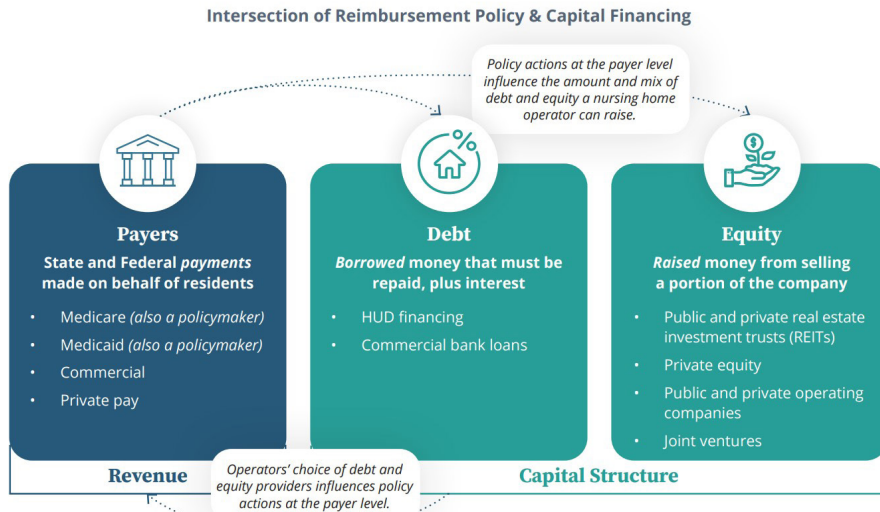 Intersection of Reimbursement Policy & Capital Financing
Policy actions at the payer level
influence the amount and mix of
debt and equity a nursing home
operator can raise.
%
$
Payers
State and Federal payments
made on behalf of residents
• Medicare (also a policymaker)
• Medicaid (also a policymaker)
• Commercial
• Private pay
Debt
Borrowed money that must be
repaid, plus interest
• HUD financing
• Commercial bank loans
Equity
Raised money from selling
a portion of the company
• Public and private real estate
investment trusts (REITs)
• Private equity
• Public and private operating
companies
• Joint ventures
Revenue
Operators' choice of debt and
equity providers influences policy
actions at the payer level.
Capital Structure